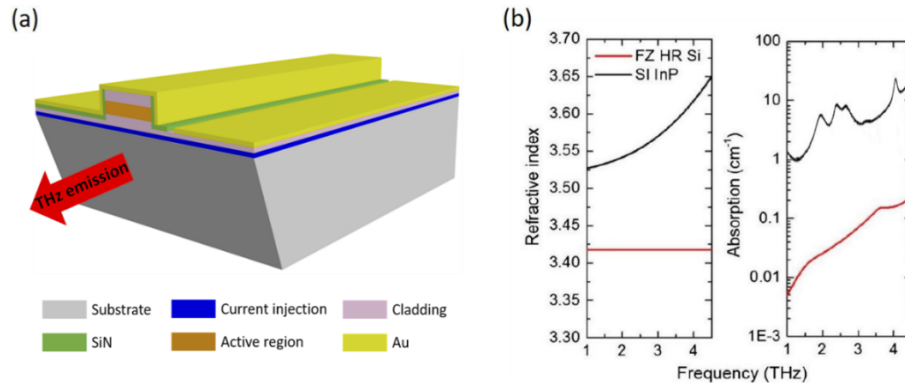 (a)
THz emission
Substrate
Current injection
Cladding
SiN
Active region
Au
(b)
Refractive index
3.70
3.65
3.60
3.55
3.50
3.45
3.40
3.35
3.30
FZ HR Si
SI InP
1 2 3 4
Absorption (cm⁻¹)
100
10
1
0.1
0.01
1E-3
1 2 3 4
Frequency (THz)